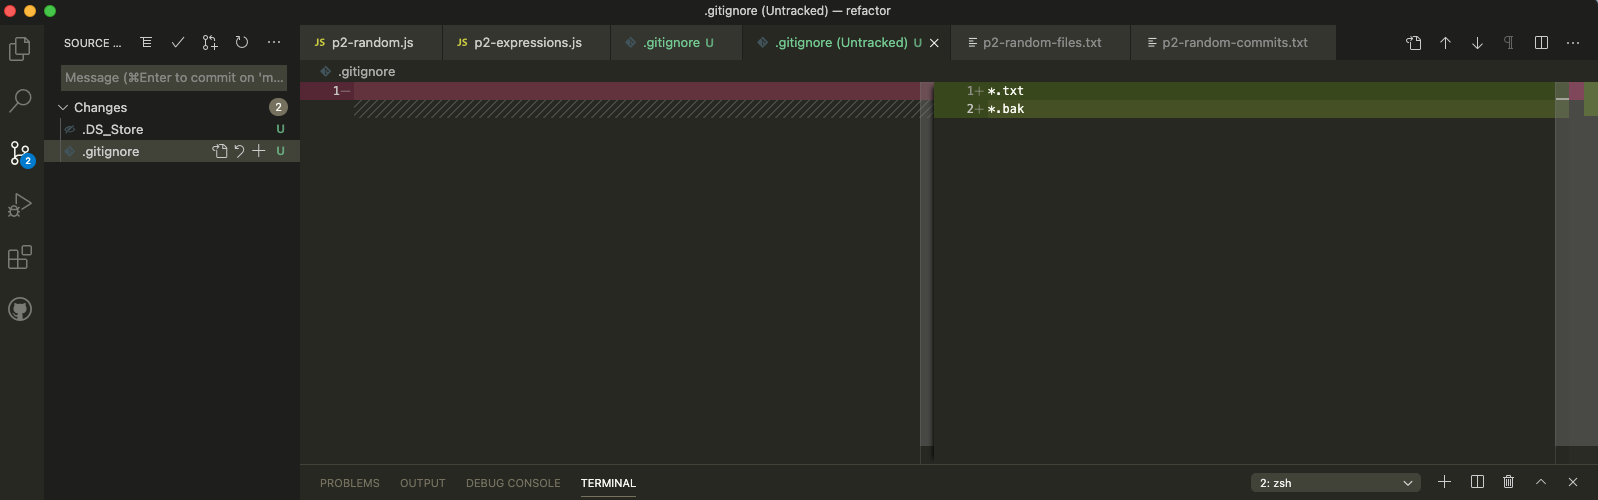 .gitignore (Untracked) — refactor
SOURCE ...
JS p2-random.js
JS p2-expressions.js
.gitignore U
.gitignore (Untracked) U
p2-random-files.txt
p2-random-commits.txt
Message (⌘Enter to commit on 'm...
.gitignore
Changes 2
.DS_Store U
.gitignore U
2
1 —
1 + *.txt
2 + *.bak
PROBLEMS OUTPUT DEBUG CONSOLE TERMINAL
2: zsh